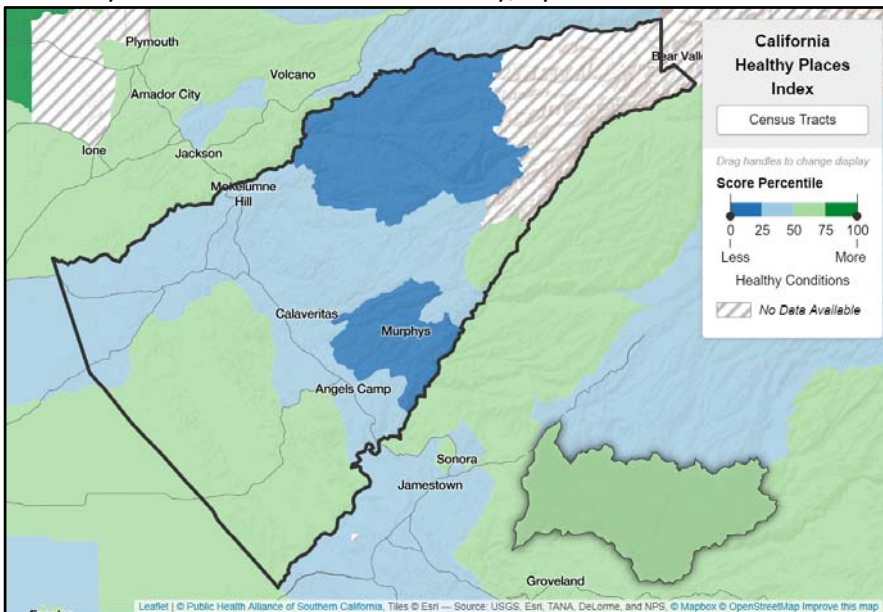 Plymouth
Volcano
Amador City
Ione
Jackson
Mokelumne
Hill
Calaveritas
Murphys
Angels Camp
Sonora
Jamestown
Groveland
California
Healthy Places
Index
Census Tracts
Drag handles to change display
Score Percentile
0 25 50 75 100
Less More
Healthy Conditions
No Data Available
Leaflet | © Public Health Alliance of Southern California, Tiles © Esri — Source: USGS, Esri, TANA, DeLorme, and NPS, © Mapbox © OpenStreetMap Improve this map